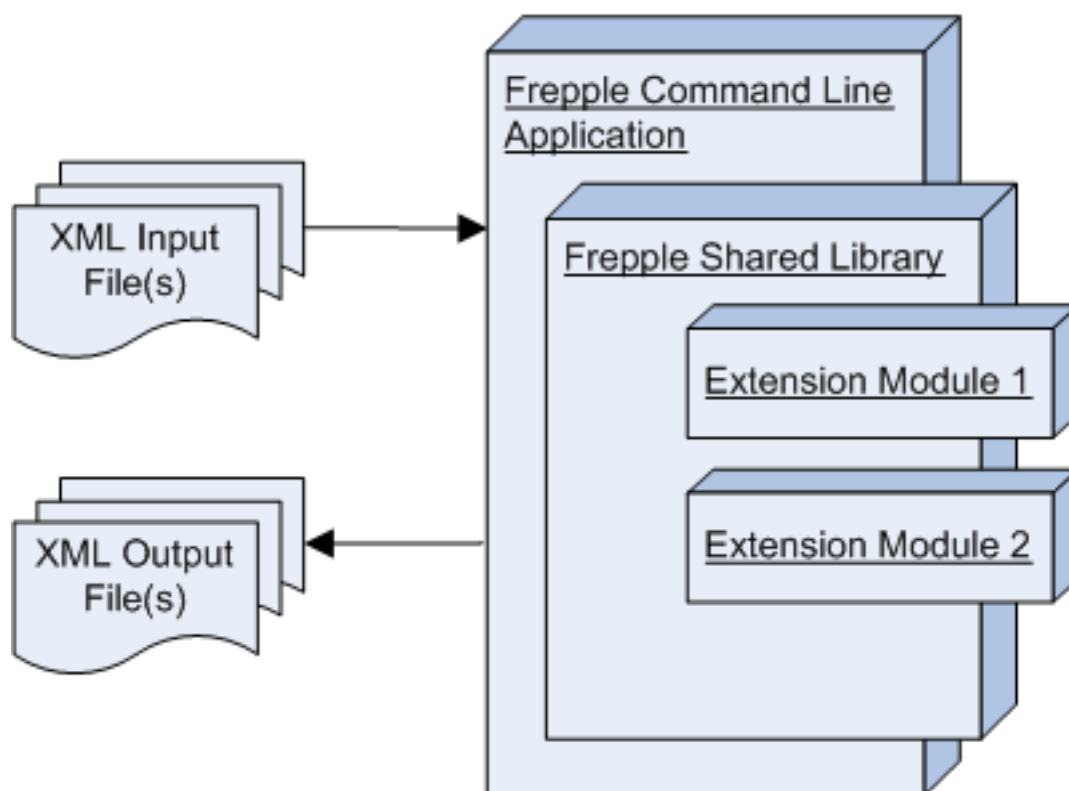 Frepple Command Line
Application
XML Input
File(s)
Frepple Shared Library
Extension Module 1
XML Output
File(s)
Extension Module 2